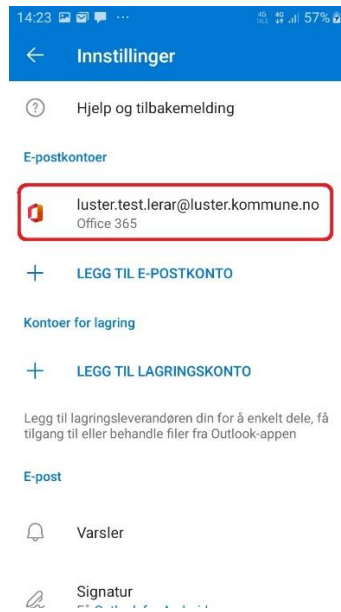 14:23 ... 57%
Innstillinger
Hjelp og tilbakemelding
E-postkontoer
luster.test.lerar@luster.kommune.no
Office 365
LEGG TIL E-POSTKONTO
Kontoer for lagring
LEGG TIL LAGRINGSKONTO
Legg til lagringsleverandøren din for å enkelt dele, få
tilgang til eller behandle filer fra Outlook-appen
E-post
Varsler
Signatur